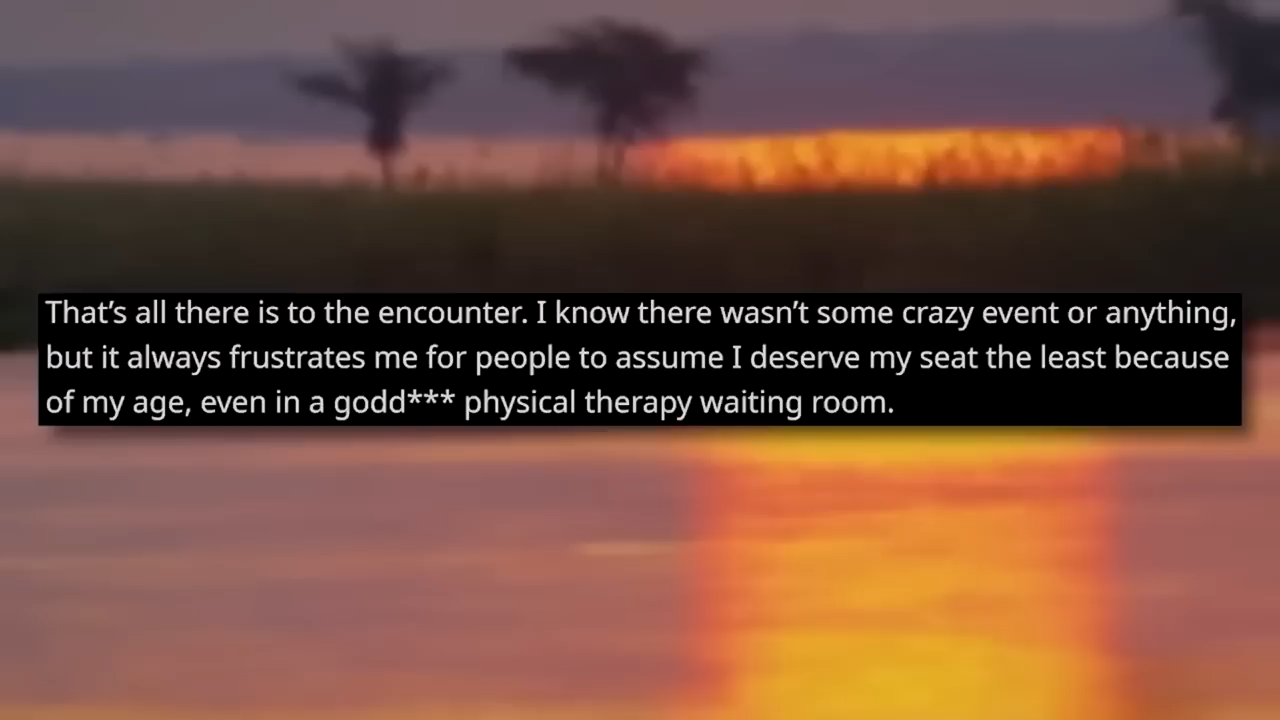 That’s all there is to the encounter. I know there wasn’t some crazy event or anything,
but it always frustrates me for people to assume I deserve my seat the least because
of my age, even in a godd*** physical therapy waiting room.